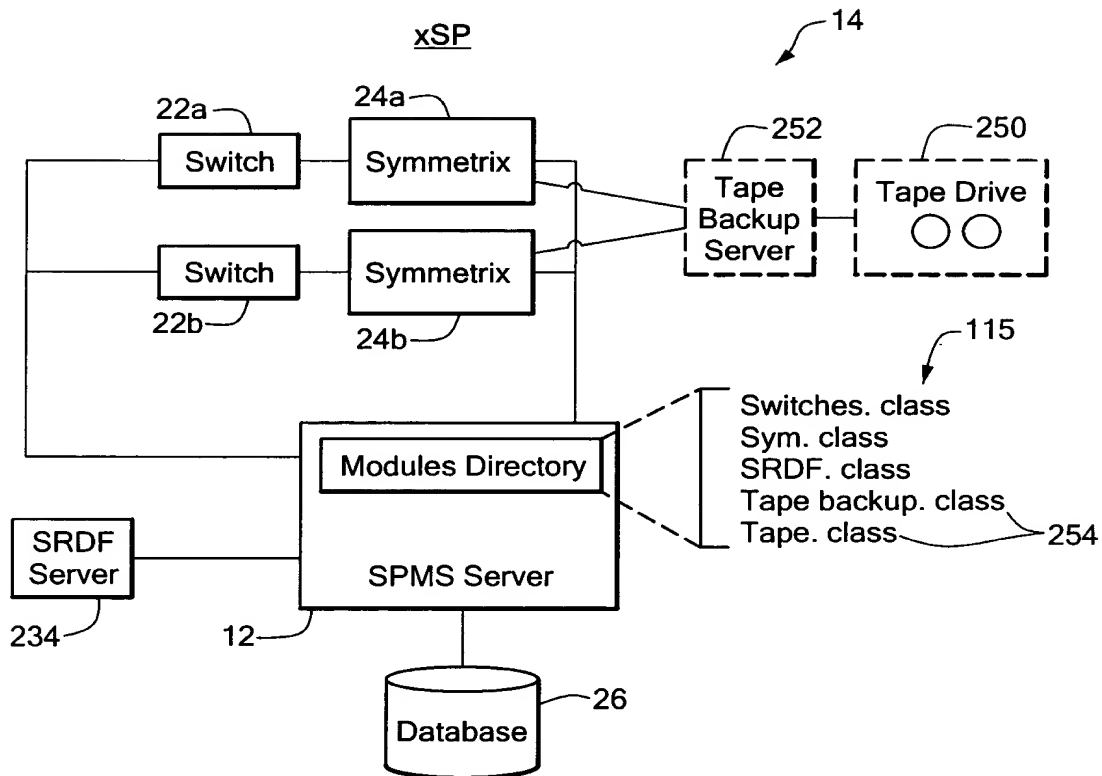 xSP
14
22a
24a
252
250
Switch
Symmetrix
Tape
Backup
Server
Tape Drive
Switch
Symmetrix
22b
24b
115
Switches. class
Sym. class
SRDF. class
Tape backup. class
Tape. class
254
Modules Directory
SPMS Server
SRDF
Server
234
12
26
Database